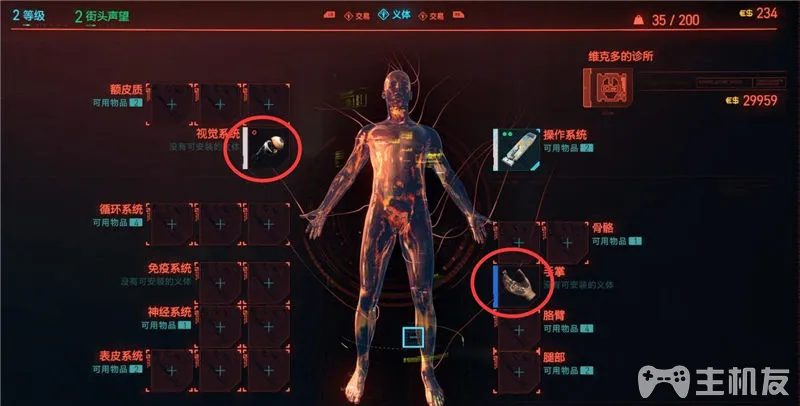 2 等级
2 街头声望
交易
义体
交易
35 / 200
€$ 234
维克多的诊所
€$ 29959
额皮质
可用物品 2
视觉系统
没有可安装的义体
操作系统
可用物品 2
循环系统
可用物品 4
骨骼
可用物品 1
免疫系统
没有可安装的义体
手掌
没有可安装的义体
神经系统
可用物品 1
胳臂
可用物品 4
表皮系统
可用物品 2
腿部
可用物品 2
主机友